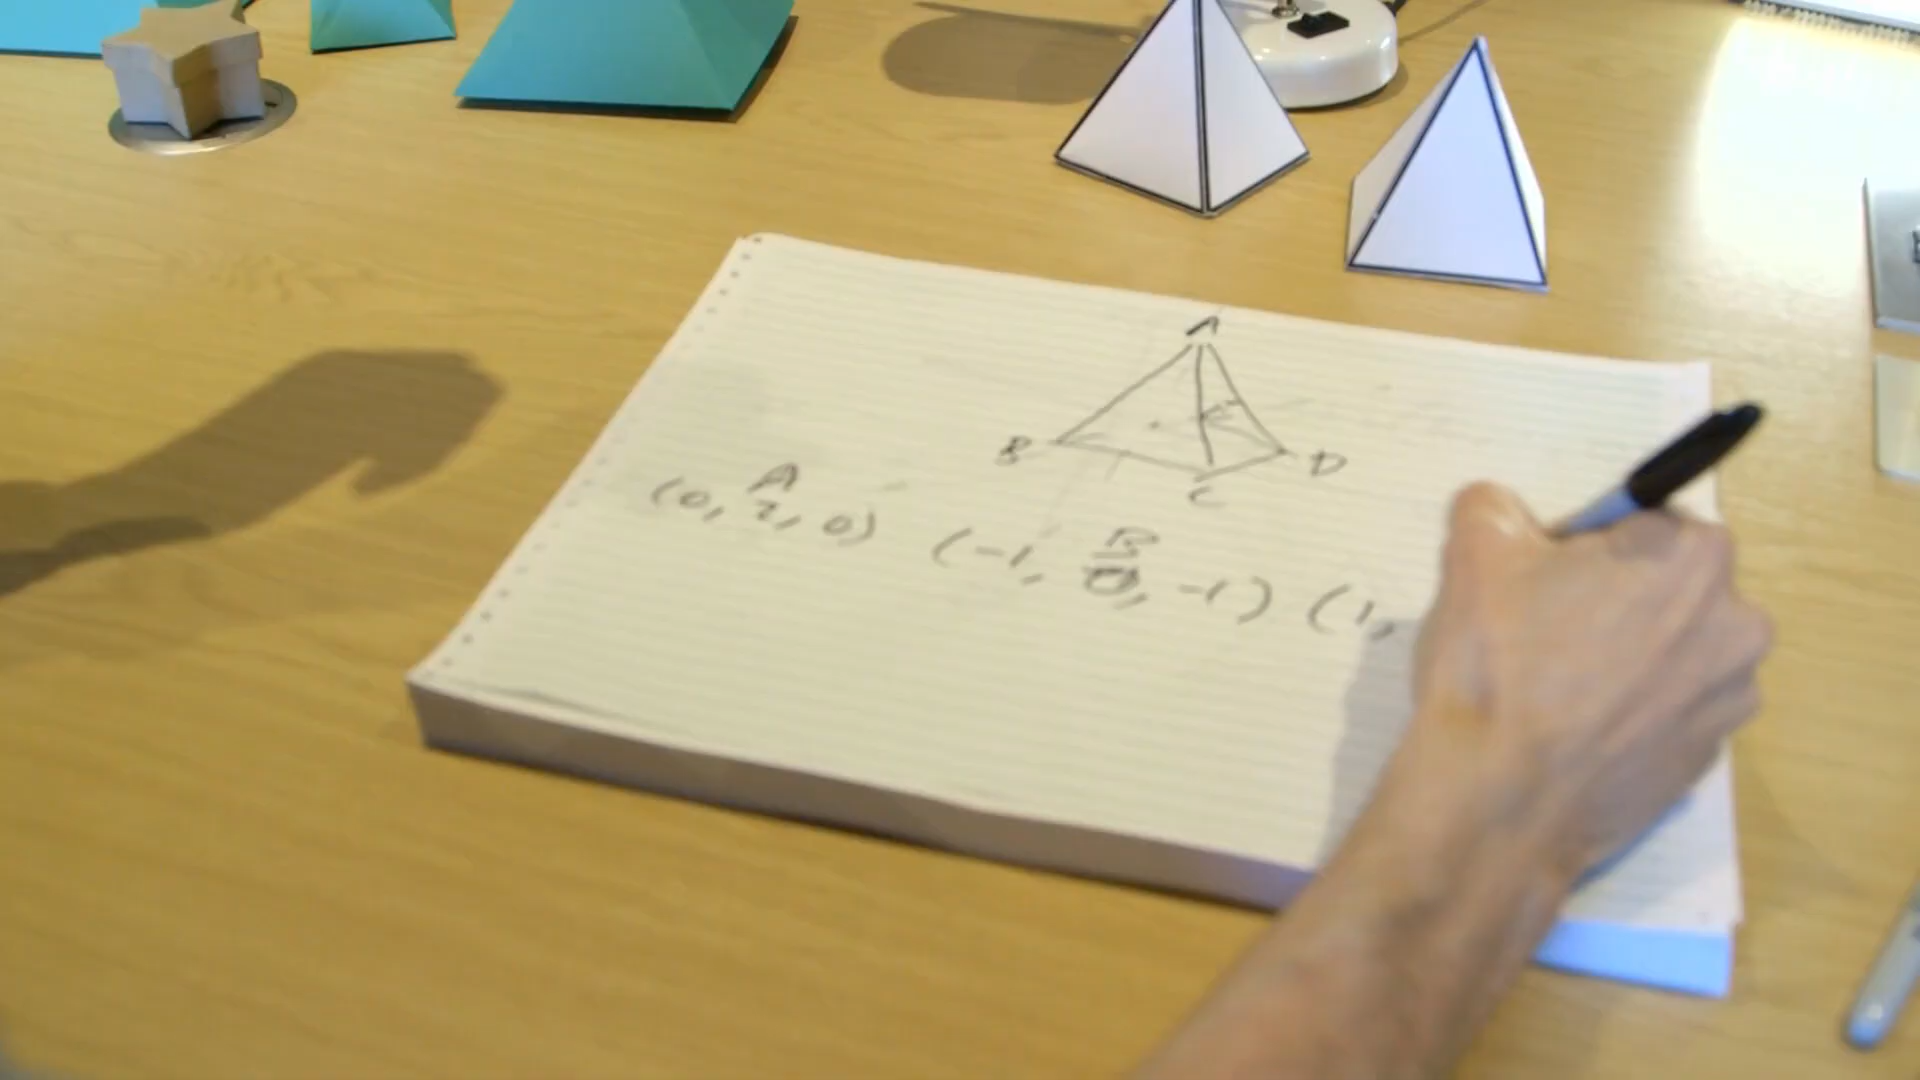 A
B
D
C
A
(0, 2, 0)
B
(-1, 0, -1) (1,